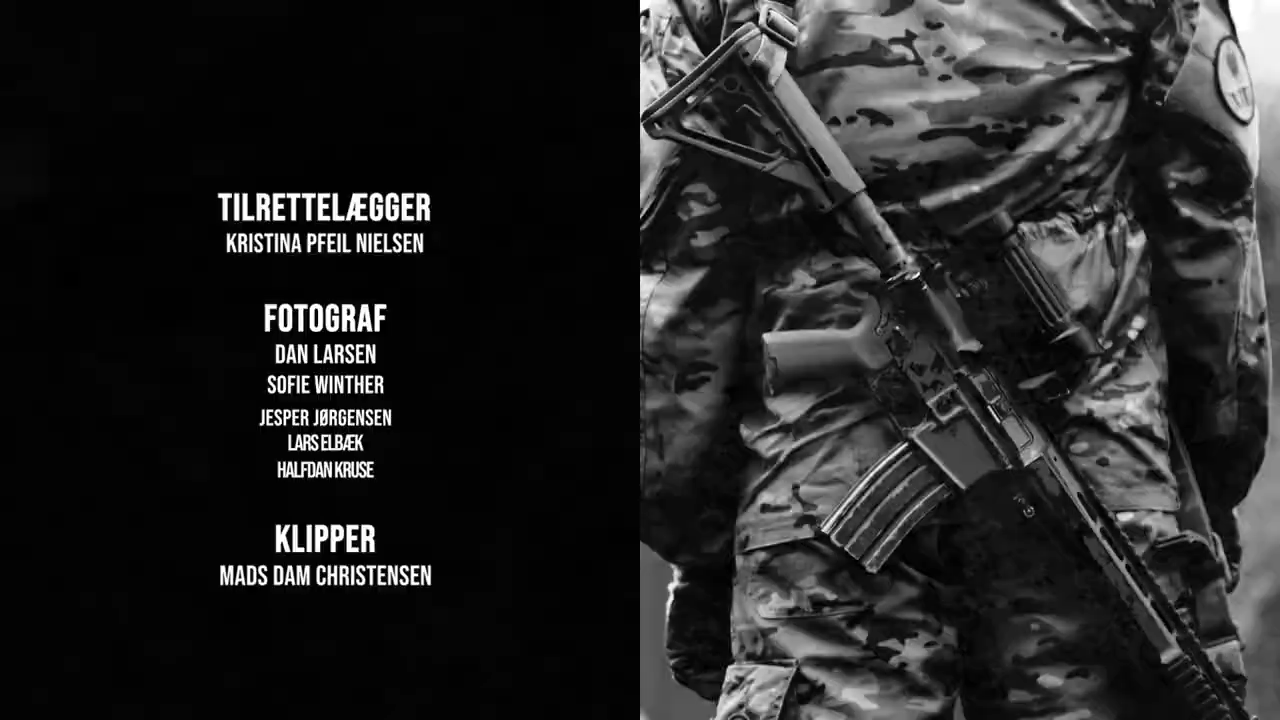 TILRETTELÆGGER
KRISTINA PFEIL NIELSEN
FOTOGRAF
DAN LARSEN
SOFIE WINTHER
JESPER JØRGENSEN
LARS ELBÆK
HALFDAN KRUSE
KLIPPER
MADS DAM CHRISTENSEN